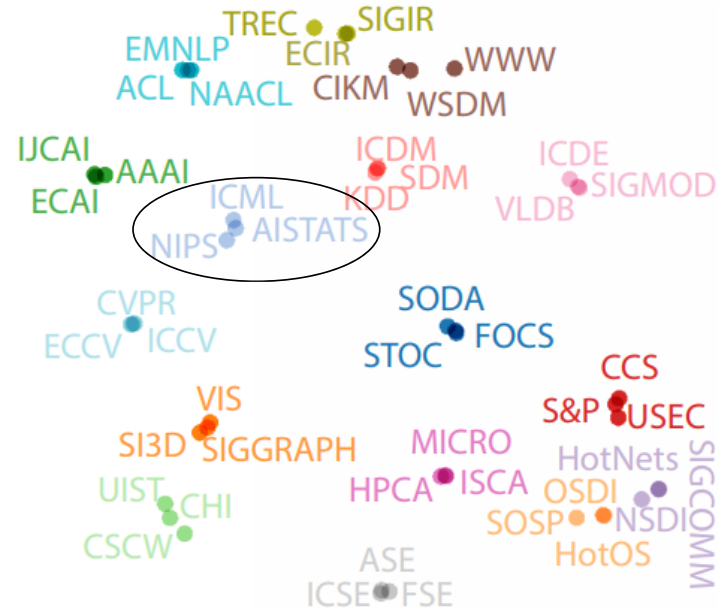 TREC SIGIR
ECIR
EMNLP
ACL NAACL
WWW
CIKM
WSDM
IJCAI
AAAI
ECAI
ICDM
SDM
KDD
ICDE
SIGMOD
VLDB
ICML
AISTATS
NIPS
CVPR
ECCV ICCV
SODA
FOCS
STOC
CCS
S&P USEC
VIS
SI3D SIGGRAPH
MICRO
HPCA ISCA
HotNets
SIGCOMM
OSDI
SOSP NSDI
HotOS
UIST
CHI
CSCW
ASE
ICSE FSE